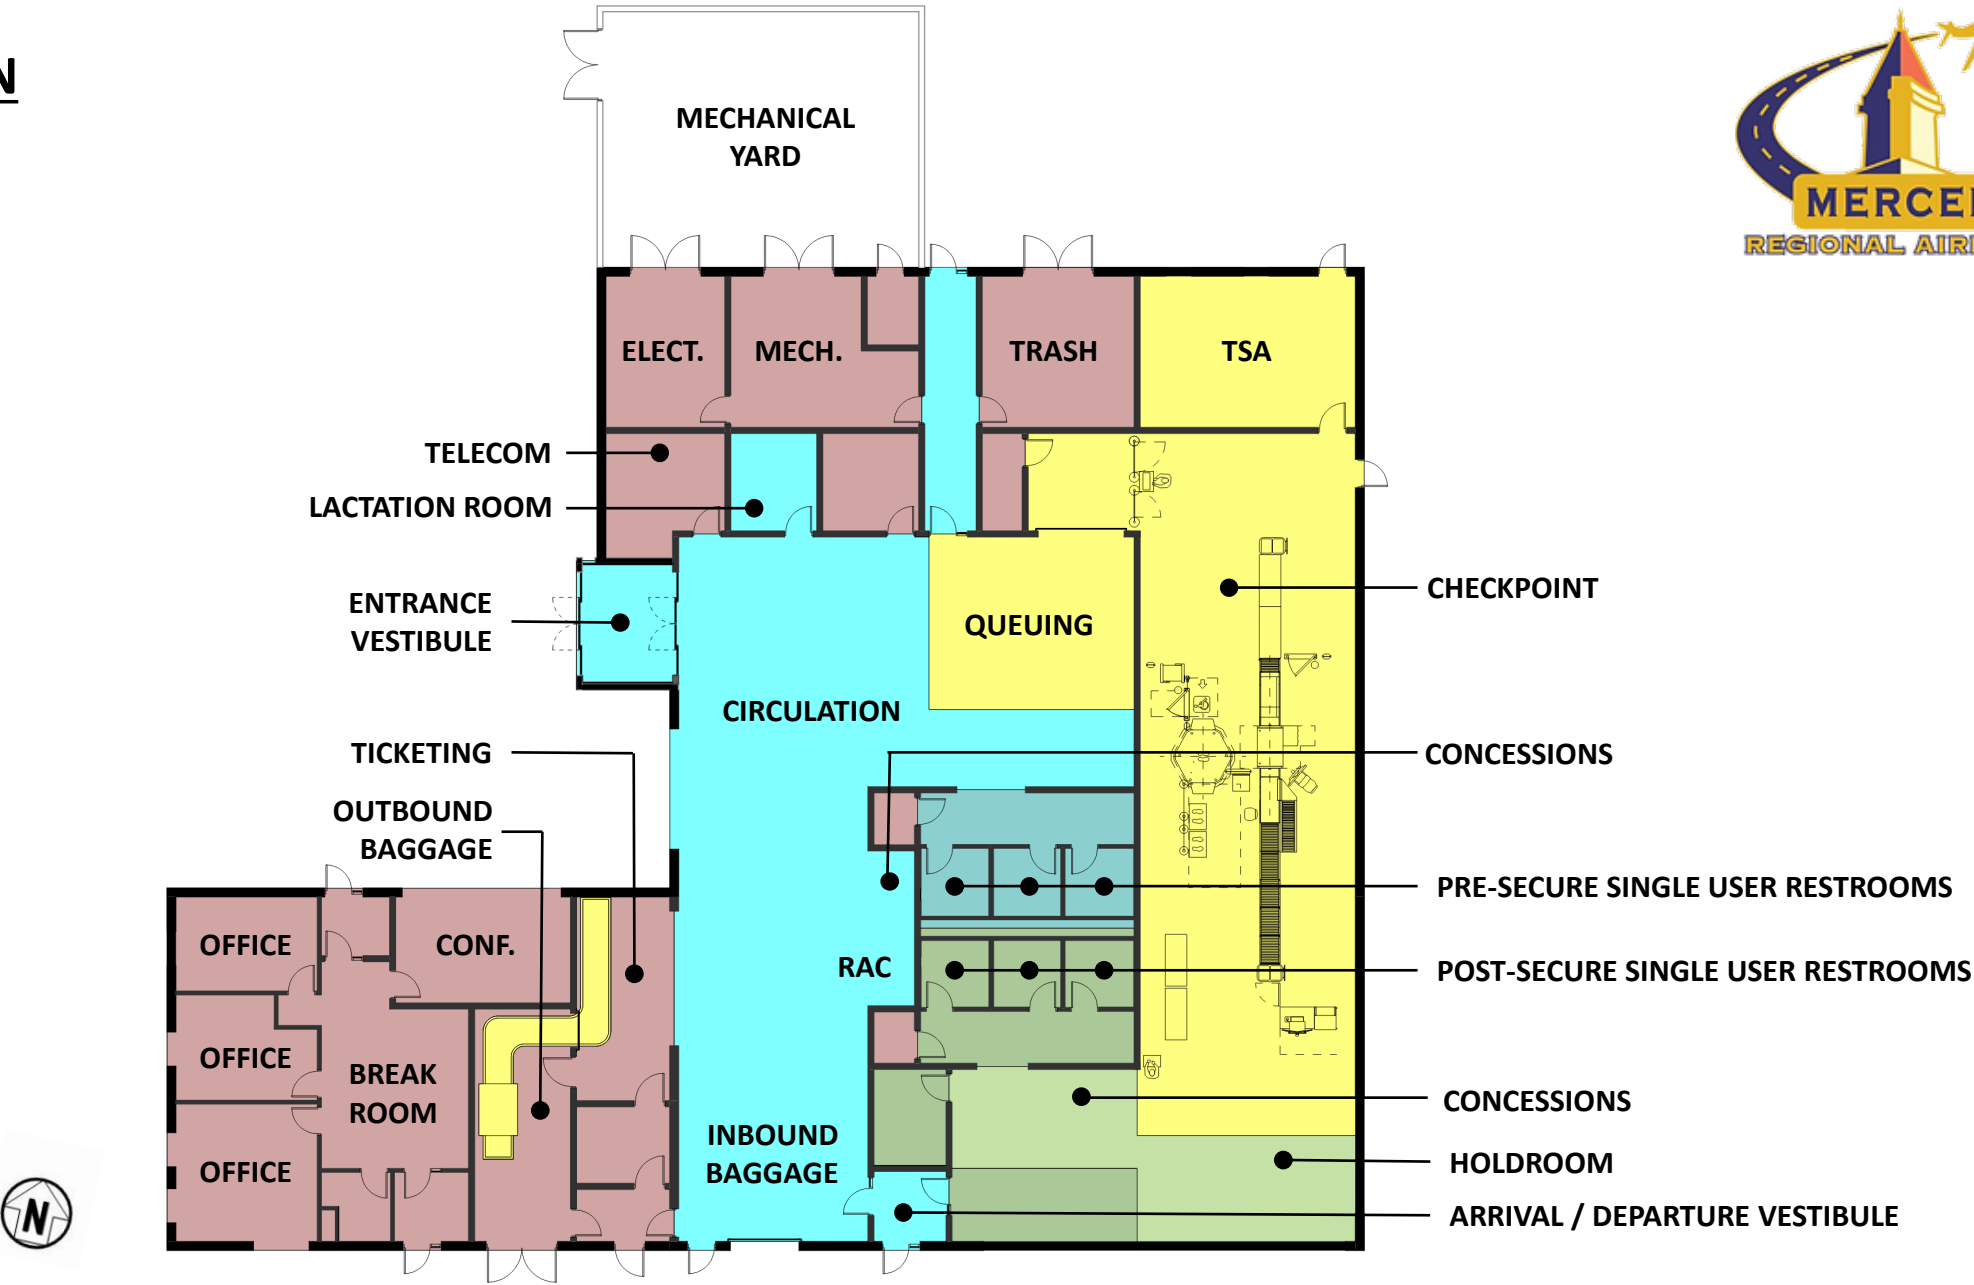 N
MECHANICAL
YARD
MERCE
REGIONAL AIR
ELECT.
MECH.
TRASH
TSA
TELECOM
LACTATION ROOM
ENTRANCE
VESTIBULE
QUEUING
CHECKPOINT
CIRCULATION
TICKETING
CONCESSIONS
OUTBOUND
BAGGAGE
PRE-SECURE SINGLE USER RESTROOMS
OFFICE
CONF.
RAC
POST-SECURE SINGLE USER RESTROOMS
OFFICE
BREAK
ROOM
CONCESSIONS
INBOUND
BAGGAGE
OFFICE
HOLDROOM
ARRIVAL / DEPARTURE VESTIBULE
N